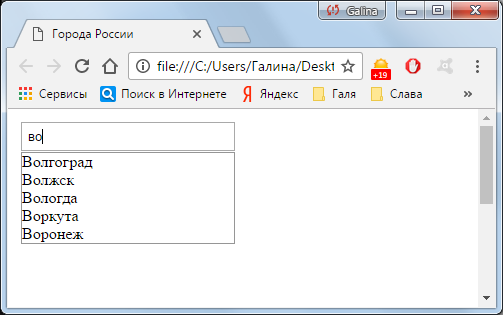 Galina
Города России
file:///C:/Users/Галина/Deskt
+19
Сервисы Поиск в Интернете Яндекс Галя Слава »
во
Волгоград
Волжск
Вологда
Воркута
Воронеж